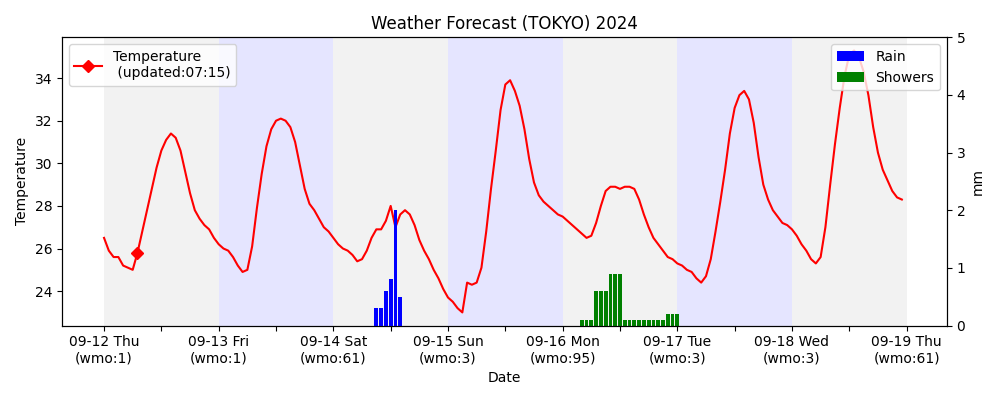 Weather Forecast (TOKYO) 2024
Temperature
(updated:07:15)
Rain
Showers
Temperature
34
32
30
28
26
24
5
4
3
2
1
0
mm
09-12 Thu
(wmo:1)
09-13 Fri
(wmo:1)
09-14 Sat
(wmo:61)
09-15 Sun
(wmo:3)
09-16 Mon
(wmo:95)
09-17 Tue
(wmo:3)
09-18 Wed
(wmo:3)
09-19 Thu
(wmo:61)
Date